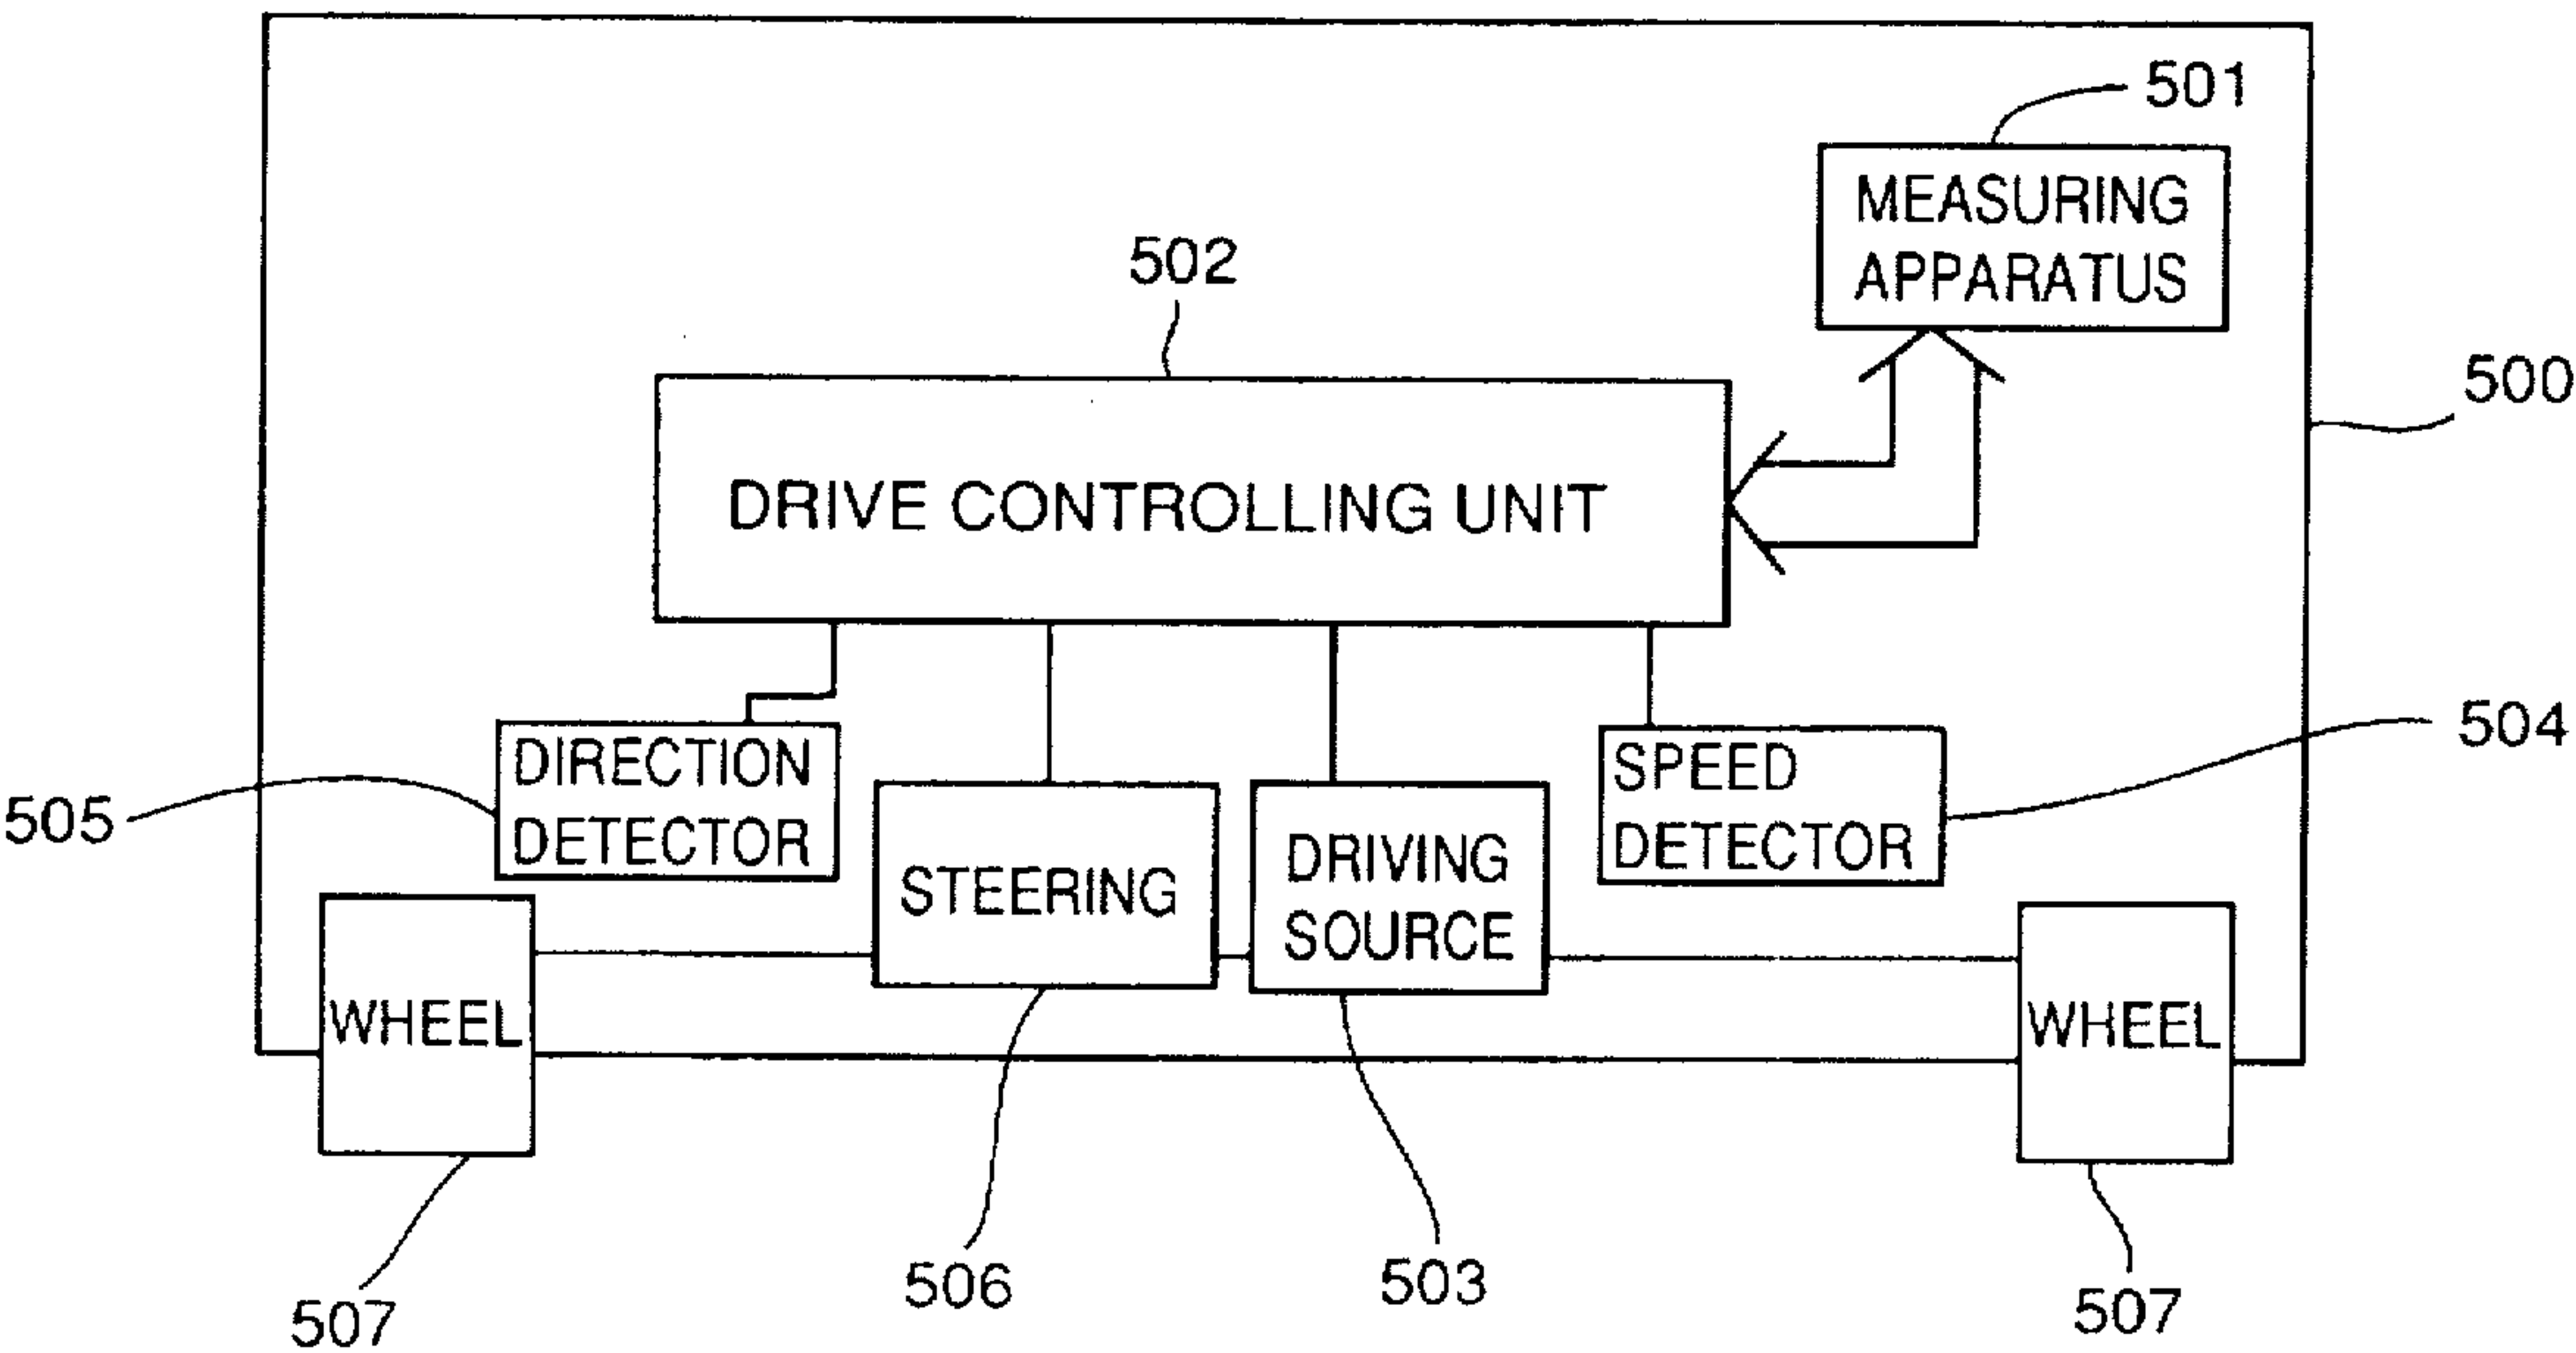 501
MEASURING
APPARATUS
502
500
DRIVE CONTROLLING UNIT
504
505
DIRECTION
DETECTOR
SPEED
DETECTOR
STEERING
DRIVING
SOURCE
WHEEL
WHEEL
506
503
507
507